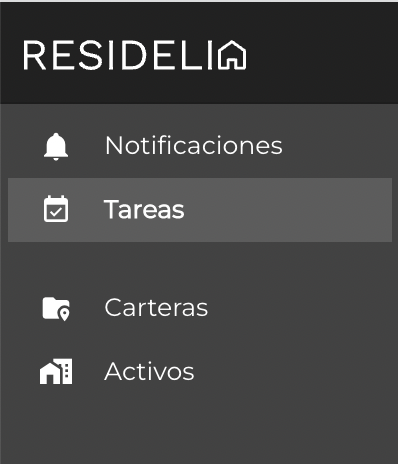 RESIDELIA
Notificaciones
Tareas
Carteras
Activos